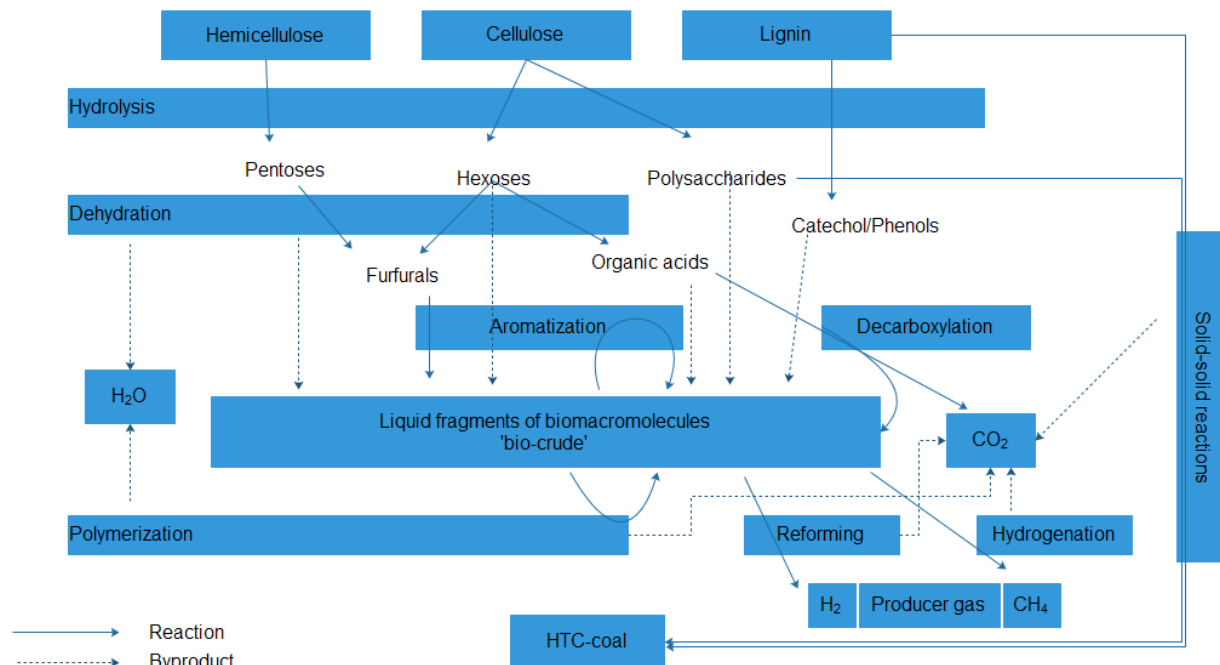 Hemicellulose
Cellulose
Lignin
Hydrolysis
Pentoses
Hexoses
Polysaccharides
Dehydration
Catechol/Phenols
Organic acids
Furfurals
Aromatization
Decarboxylation
Solid-solid reactions
H₂O
Liquid fragments of biomacromolecules
'bio-crude'
CO₂
Polymerization
Reforming
Hydrogenation
H₂
Producer gas
CH₄
Reaction
HTC-coal
Byproduct